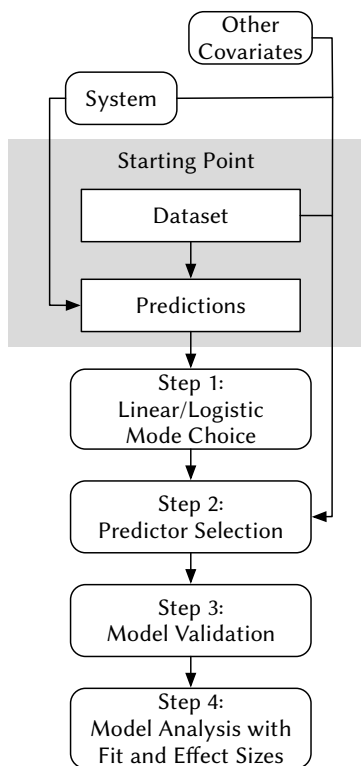 Other
Covariates
System
Starting Point
Dataset
Predictions
Step 1:
Linear/Logistic
Mode Choice
Step 2:
Predictor Selection
Step 3:
Model Validation
Step 4:
Model Analysis with
Fit and Effect Sizes